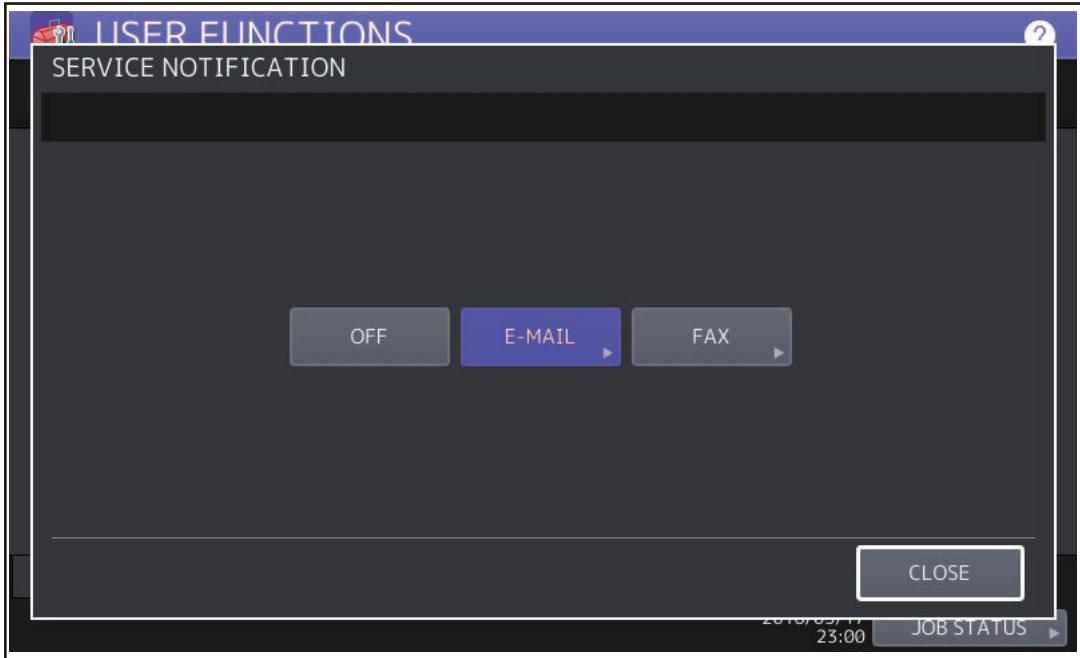 USER FUNCTIONS
?
SERVICE NOTIFICATION
OFF
E-MAIL
FAX
CLOSE
23:00
JOB STATUS